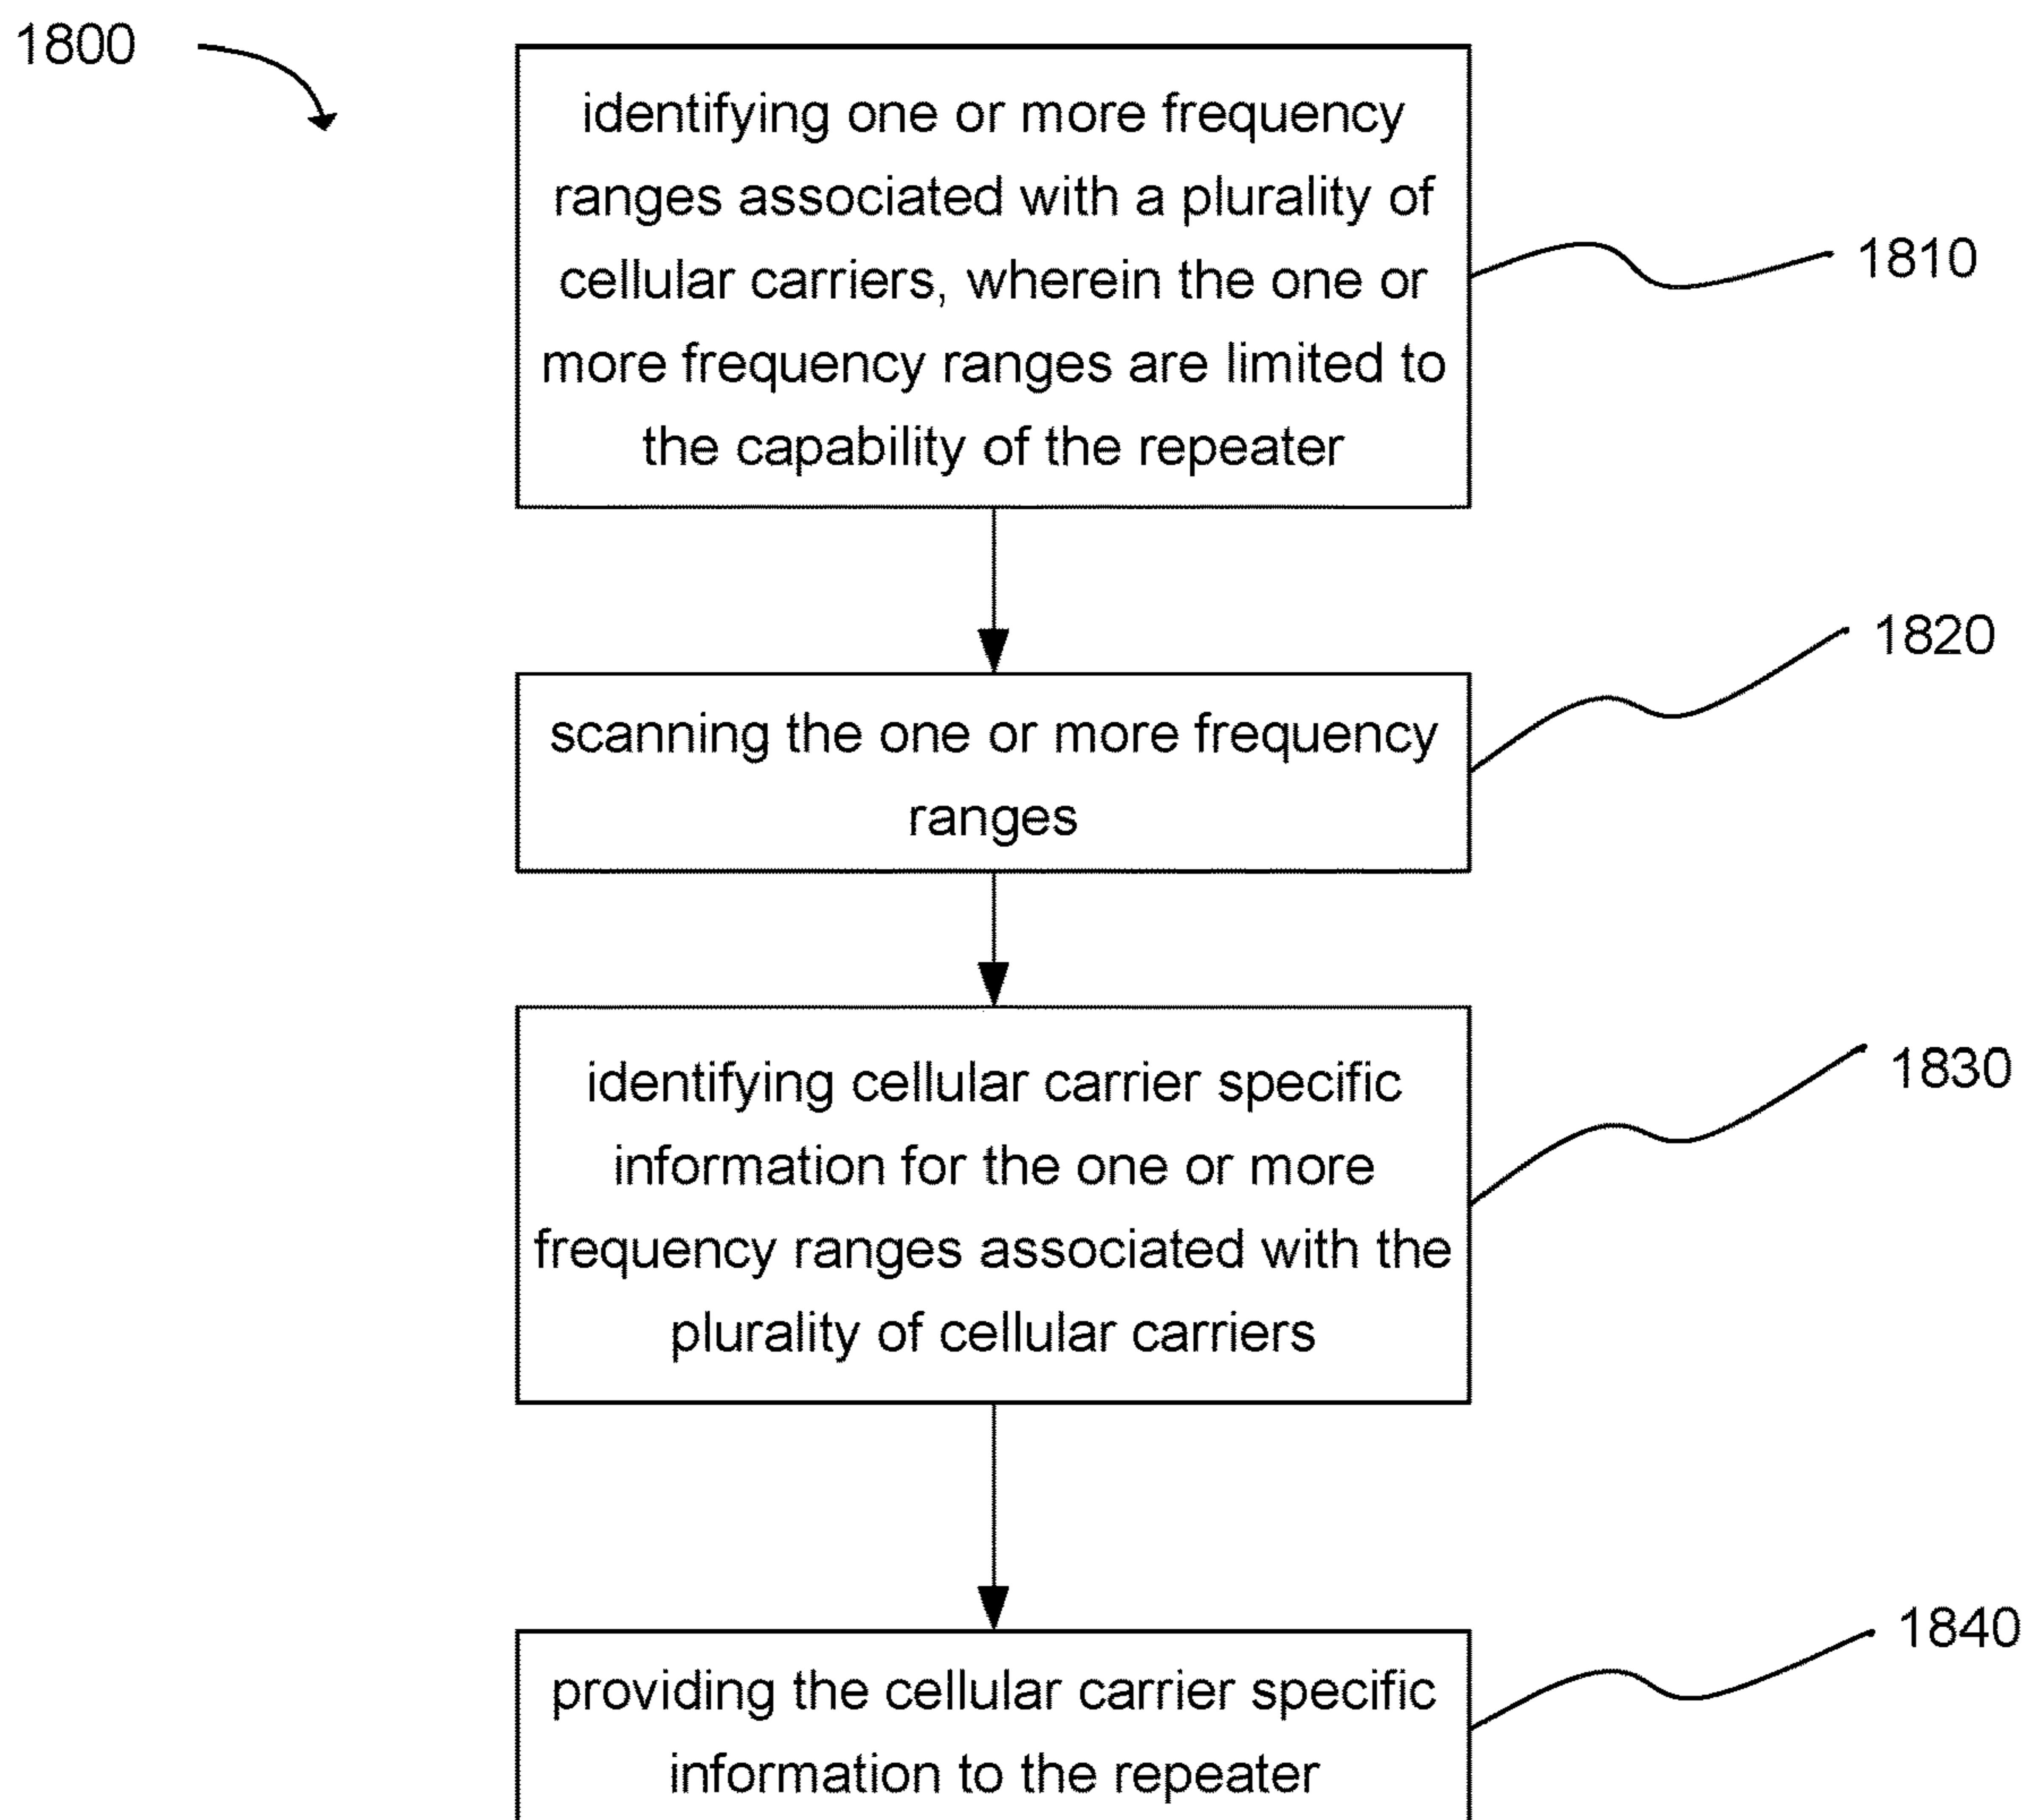 1800
identifying one or more frequency
ranges associated with a plurality of
cellular carriers, wherein the one or
more frequency ranges are limited to
the capability of the repeater
1810
scanning the one or more frequency
ranges
1820
identifying cellular carrier specific
information for the one or more
frequency ranges associated with the
plurality of cellular carriers
1830
providing the cellular carrier specific
information to the repeater
1840